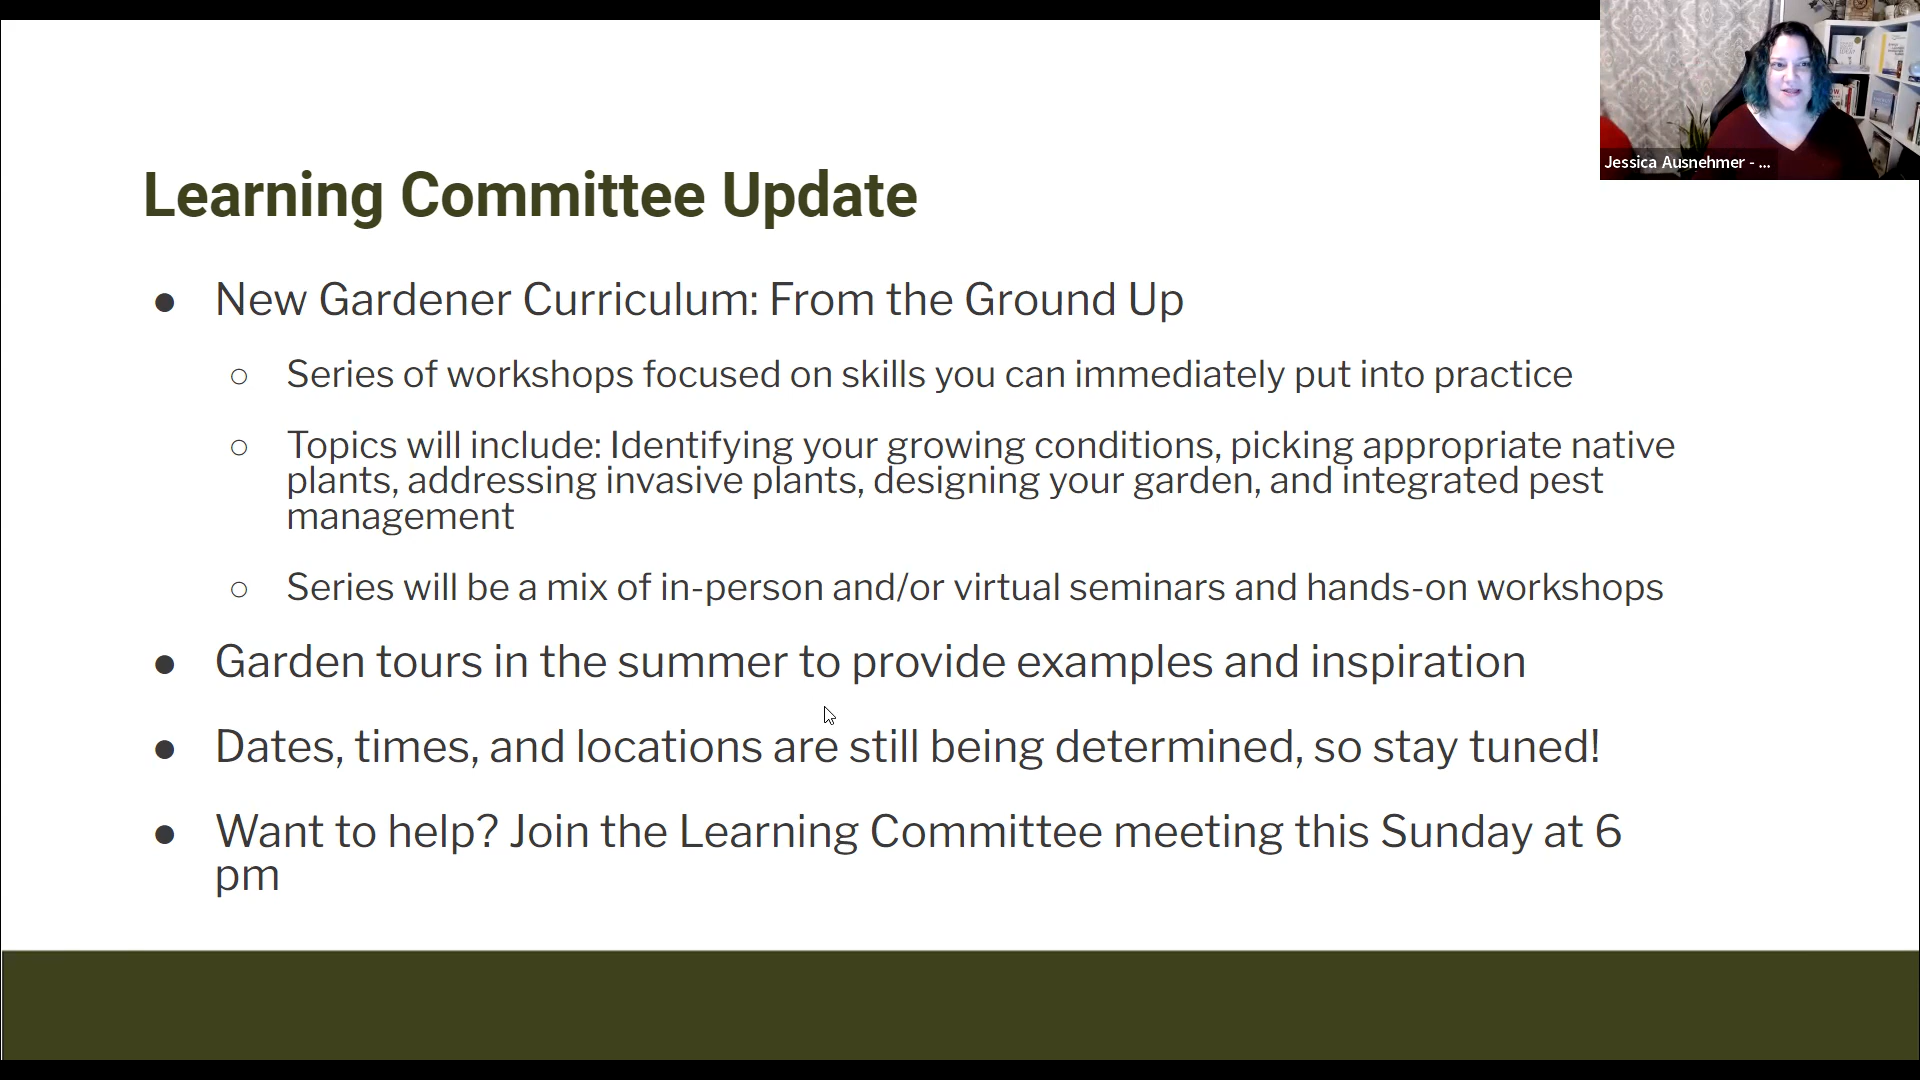 Jessica Ausnehmer - ...
Learning Committee Update
● New Gardener Curriculum: From the Ground Up
○ Series of workshops focused on skills you can immediately put into practice
○ Topics will include: Identifying your growing conditions, picking appropriate native
plants, addressing invasive plants, designing your garden, and integrated pest
management
○ Series will be a mix of in-person and/or virtual seminars and hands-on workshops
● Garden tours in the summer to provide examples and inspiration
● Dates, times, and locations are still being determined, so stay tuned!
● Want to help? Join the Learning Committee meeting this Sunday at 6
pm